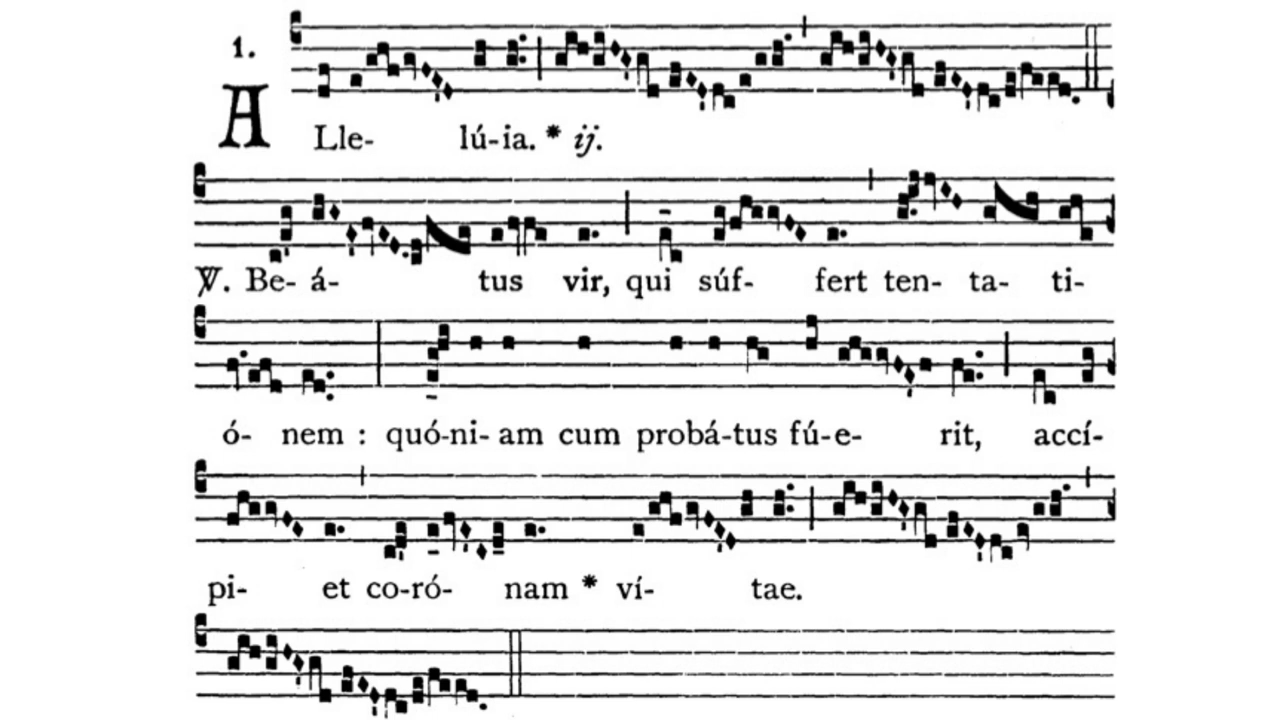 1.
ALle- lú-ia. * ij.
℣. Be- á- tus vir, qui súf- fert ten- ta- ti-
ó- nem : quó-ni- am cum probá-tus fú-e- rit, accí-
pi- et co-ró- nam * ví- tae.